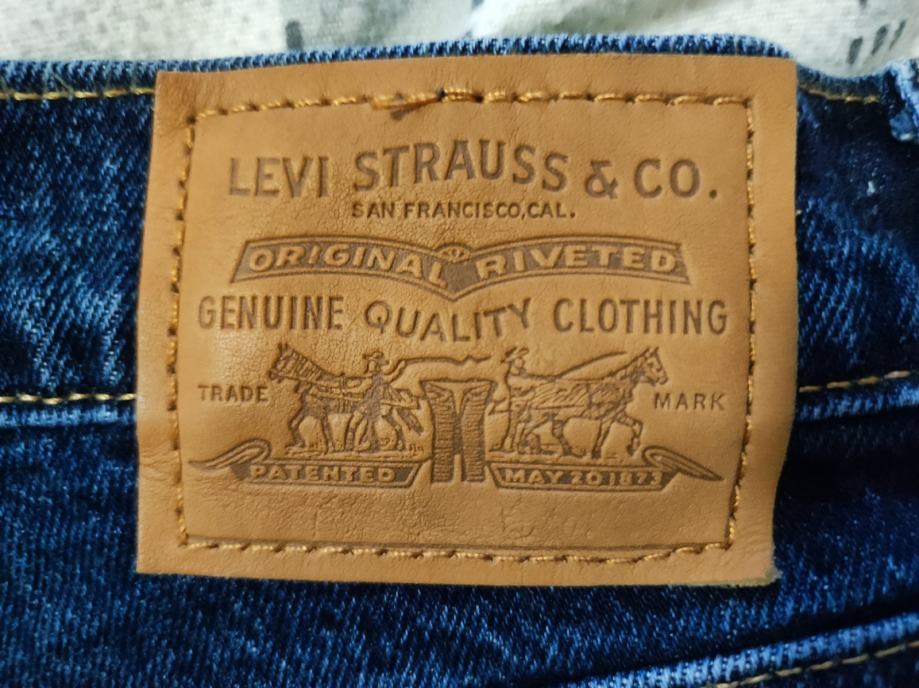 LEVI STRAUSS & CO.
SAN FRANCISCO, CAL.
ORIGINAL RIVETED
GENUINE QUALITY CLOTHING
TRADE MARK
PATENTED MAY 20 1873